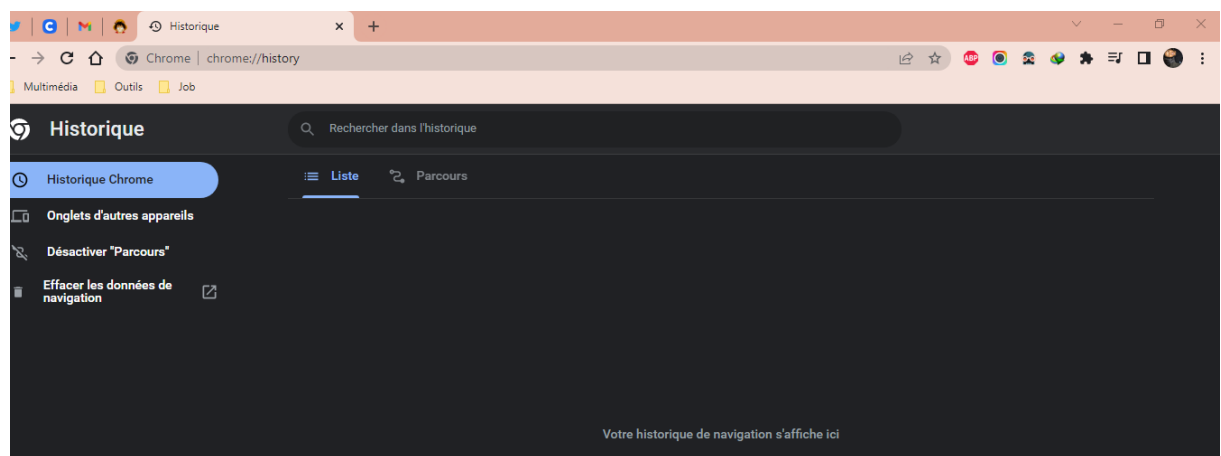 Historique
Chrome | chrome://history
ABP
Multimédia Outils Job
Historique
Rechercher dans l'historique
Historique Chrome
Liste Parcours
Onglets d'autres appareils
Désactiver "Parcours"
Effacer les données de
navigation
Votre historique de navigation s'affiche ici